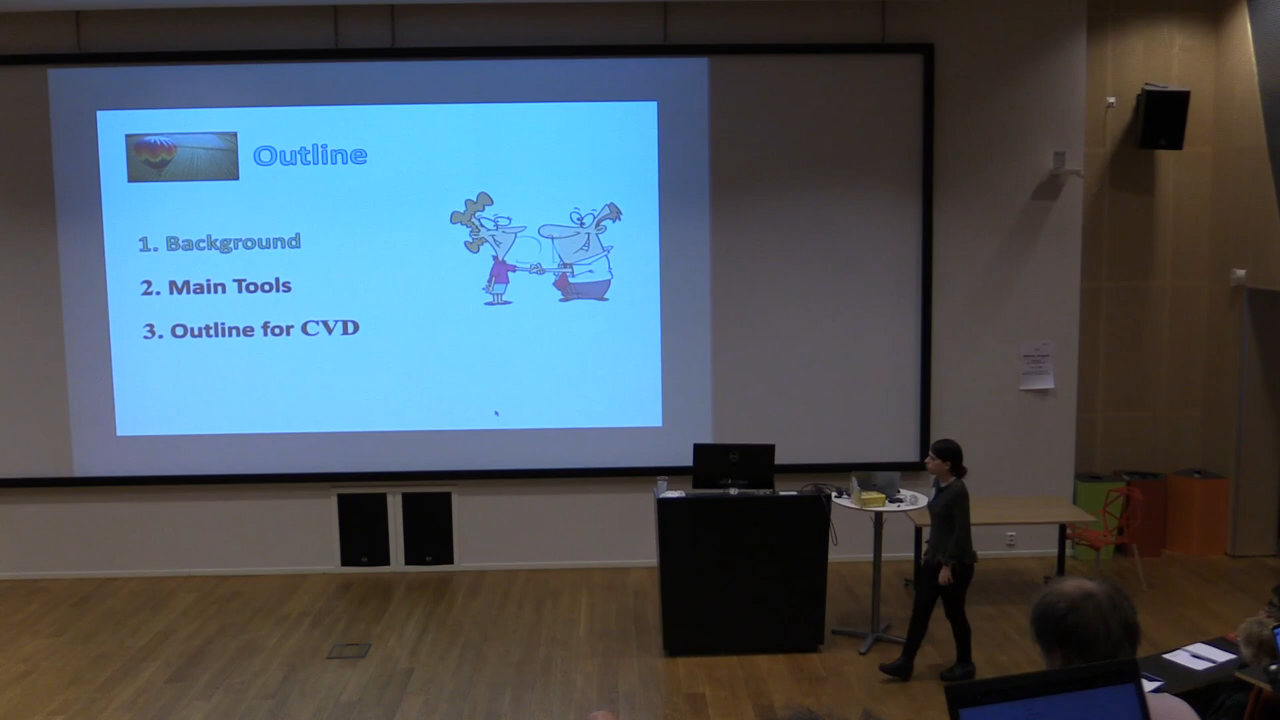 Outline
1. Background
2. Main Tools
3. Outline for CVD